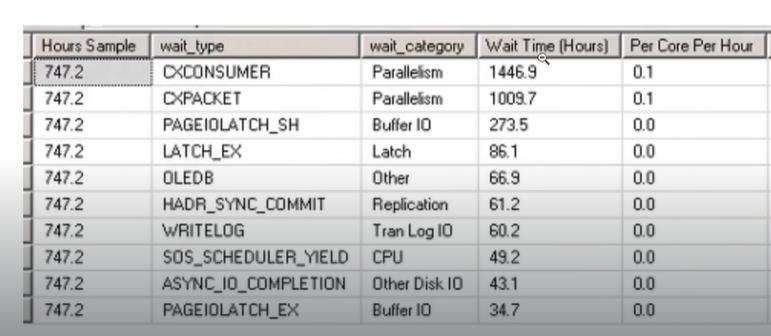 Hours Sample wait_type wait_category Wait Time (Hours) Per Core Per Hour
747.2 CXCONSUMER Parallelism 1446.9 0.1
747.2 CXPACKET Parallelism 1009.7 0.1
747.2 PAGEIOLATCH_SH Buffer IO 273.5 0.0
747.2 LATCH_EX Latch 86.1 0.0
747.2 OLEDB Other 66.9 0.0
747.2 HADR_SYNC_COMMIT Replication 61.2 0.0
747.2 WRITELOG Tran Log IO 60.2 0.0
747.2 SOS_SCHEDULER_YIELD CPU 49.2 0.0
747.2 ASYNC_IO_COMPLETION Other Disk IO 43.1 0.0
747.2 PAGEIOLATCH_EX Buffer IO 34.7 0.0